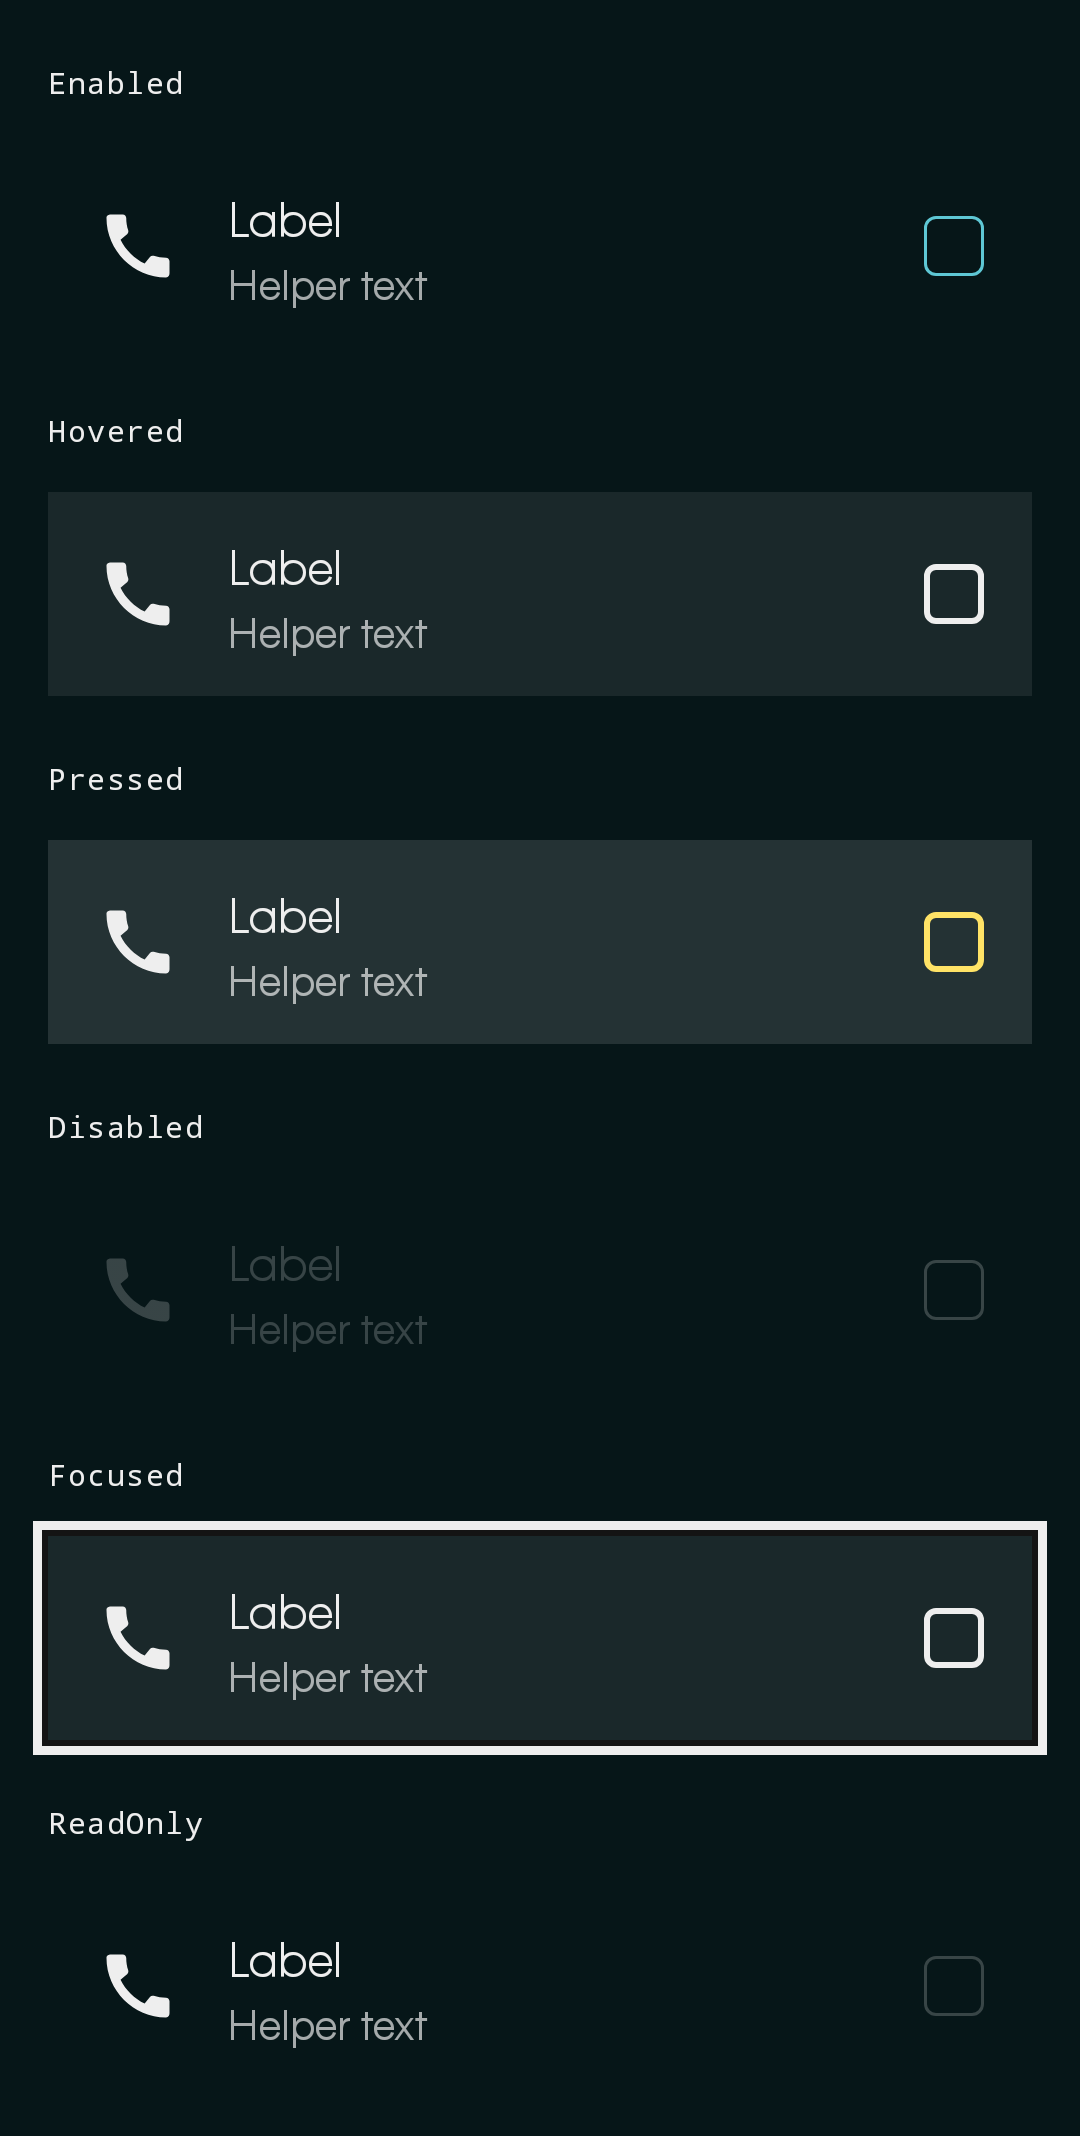 Enabled
Label
Helper text
Hovered
Label
Helper text
Pressed
Label
Helper text
Disabled
Label
Helper text
Focused
Label
Helper text
ReadOnly
Label
Helper text